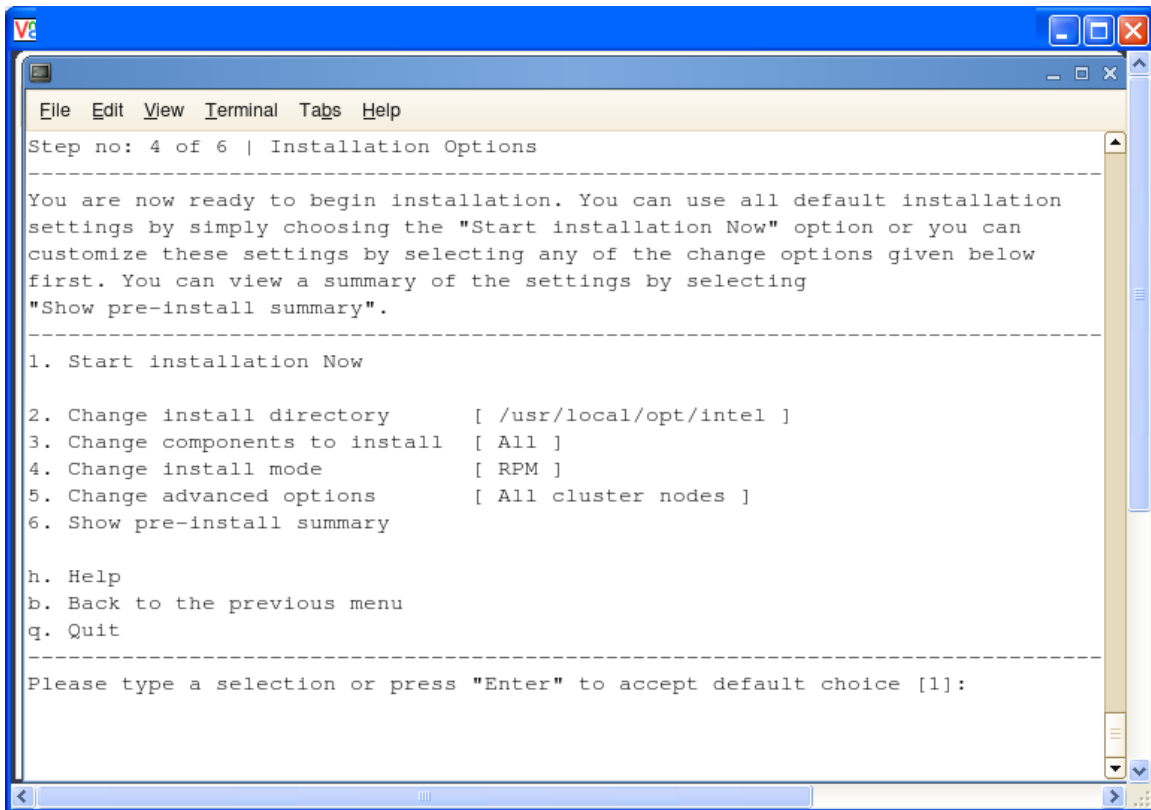 File Edit View Terminal Tabs Help
Step no: 4 of 6 | Installation Options
--------------------------------------------------------------------------------
You are now ready to begin installation. You can use all default installation
settings by simply choosing the "Start installation Now" option or you can
customize these settings by selecting any of the change options given below
first. You can view a summary of the settings by selecting
"Show pre-install summary".
--------------------------------------------------------------------------------
1. Start installation Now
2. Change install directory [ /usr/local/opt/intel ]
3. Change components to install [ All ]
4. Change install mode [ RPM ]
5. Change advanced options [ All cluster nodes ]
6. Show pre-install summary
h. Help
b. Back to the previous menu
q. Quit
--------------------------------------------------------------------------------
Please type a selection or press "Enter" to accept default choice [1]: